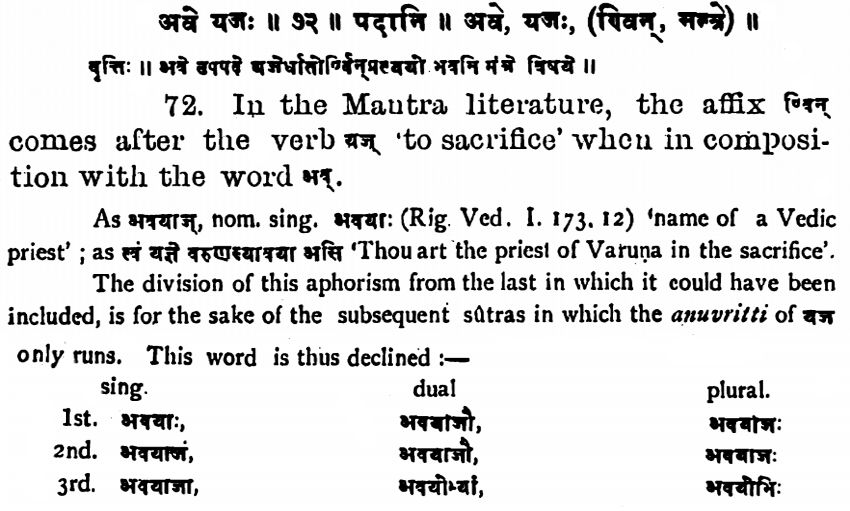 अवे यजः ॥ ७२ ॥ पदानि ॥ अवे, यजः, (ण्विन्, मन्त्रे) ॥
वृत्तिः ॥ अवे उपपदे यजेर्धातोर्ण्विन्प्रत्ययो भवति मंत्रे विषये ॥
72. In the Mantra literature, the affix ण्विन्
comes after the verb यज् 'to sacrifice' when in composi-
tion with the word अव्.
As अवयाज्, nom. sing. अवयाः (Rig. Ved. I. 173. 12) 'name of a Vedic
priest' ; as त्वं यज्ञे वरुणस्यावया असि 'Thou art the priest of Varuṇa in the sacrifice'.
The division of this aphorism from the last in which it could have been
included, is for the sake of the subsequent sûtras in which the anuvritti of यज
only runs. This word is thus declined :—
sing. dual plural.
1st. अवयाः, अवयाजौ, अवयाजः
2nd. अवयाजं, अवयाजौ, अवयाजः
3rd. अवयाजा, अवयोभ्यां, अवयोभिः